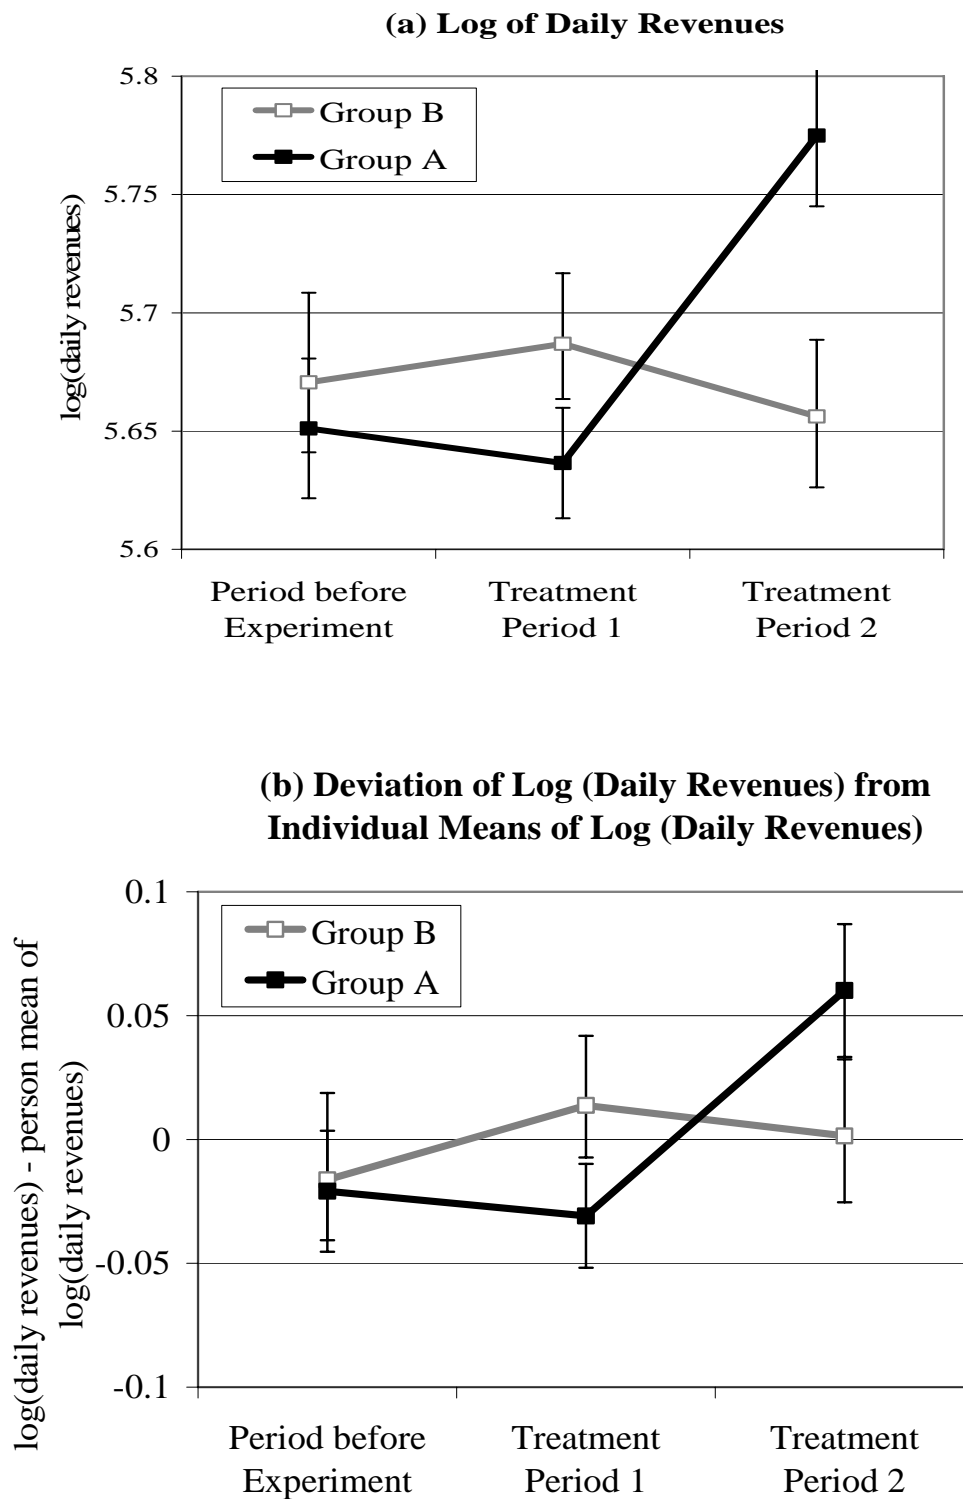 (a) Log of Daily Revenues
5.8
5.75
5.7
5.65
5.6
log(daily revenues)
Group B
Group A
Period before
Experiment
Treatment
Period 1
Treatment
Period 2
(b) Deviation of Log (Daily Revenues) from
Individual Means of Log (Daily Revenues)
0.1
0.05
0
-0.05
-0.1
log(daily revenues) - person mean of
log(daily revenues)
Group B
Group A
Period before
Experiment
Treatment
Period 1
Treatment
Period 2